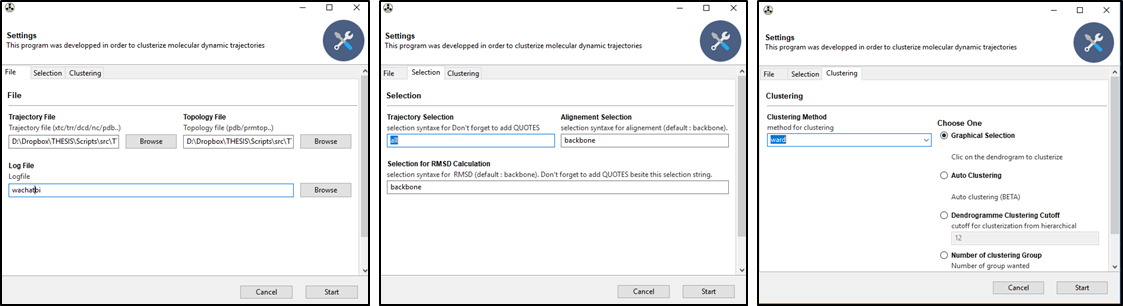 Settings
This program was developped in order to clusterize molecular dynamic trajectories
File Selection Clustering
File
Trajectory File Topology File
Trajectory file (xtc/trr/dcd/nc/pdb..) Topology file (pdb/prmtop..)
D:\Dropbox\THESIS\Scripts\src\T Browse D:\Dropbox\THESIS\Scripts\src\T Browse
Log File
Logfile
wachatbi Browse
Cancel Start
Settings
This program was developped in order to clusterize molecular dynamic trajectories
File Selection Clustering
Selection
Trajectory Selection Alignement Selection
selection syntaxe for Don't forget to add QUOTES selection syntaxe for alignement (default : backbone).
all backbone
Selection for RMSD Calculation
selection syntaxe for RMSD (default : backbone). Don't forget to add QUOTES besite this selection string.
backbone
Cancel Start
Settings
This program was developped in order to clusterize molecular dynamic trajectories
File Selection Clustering
Clustering
Clustering Method
method for clustering
ward
Choose One
Graphical Selection
Clic on the dendrogram to clusterize
Auto Clustering
Auto clustering (BETA)
Dendrogramme Clustering Cutoff
cutoff for clusterization from hierarchical
12
Number of clustering Group
Number of group wanted
Cancel Start